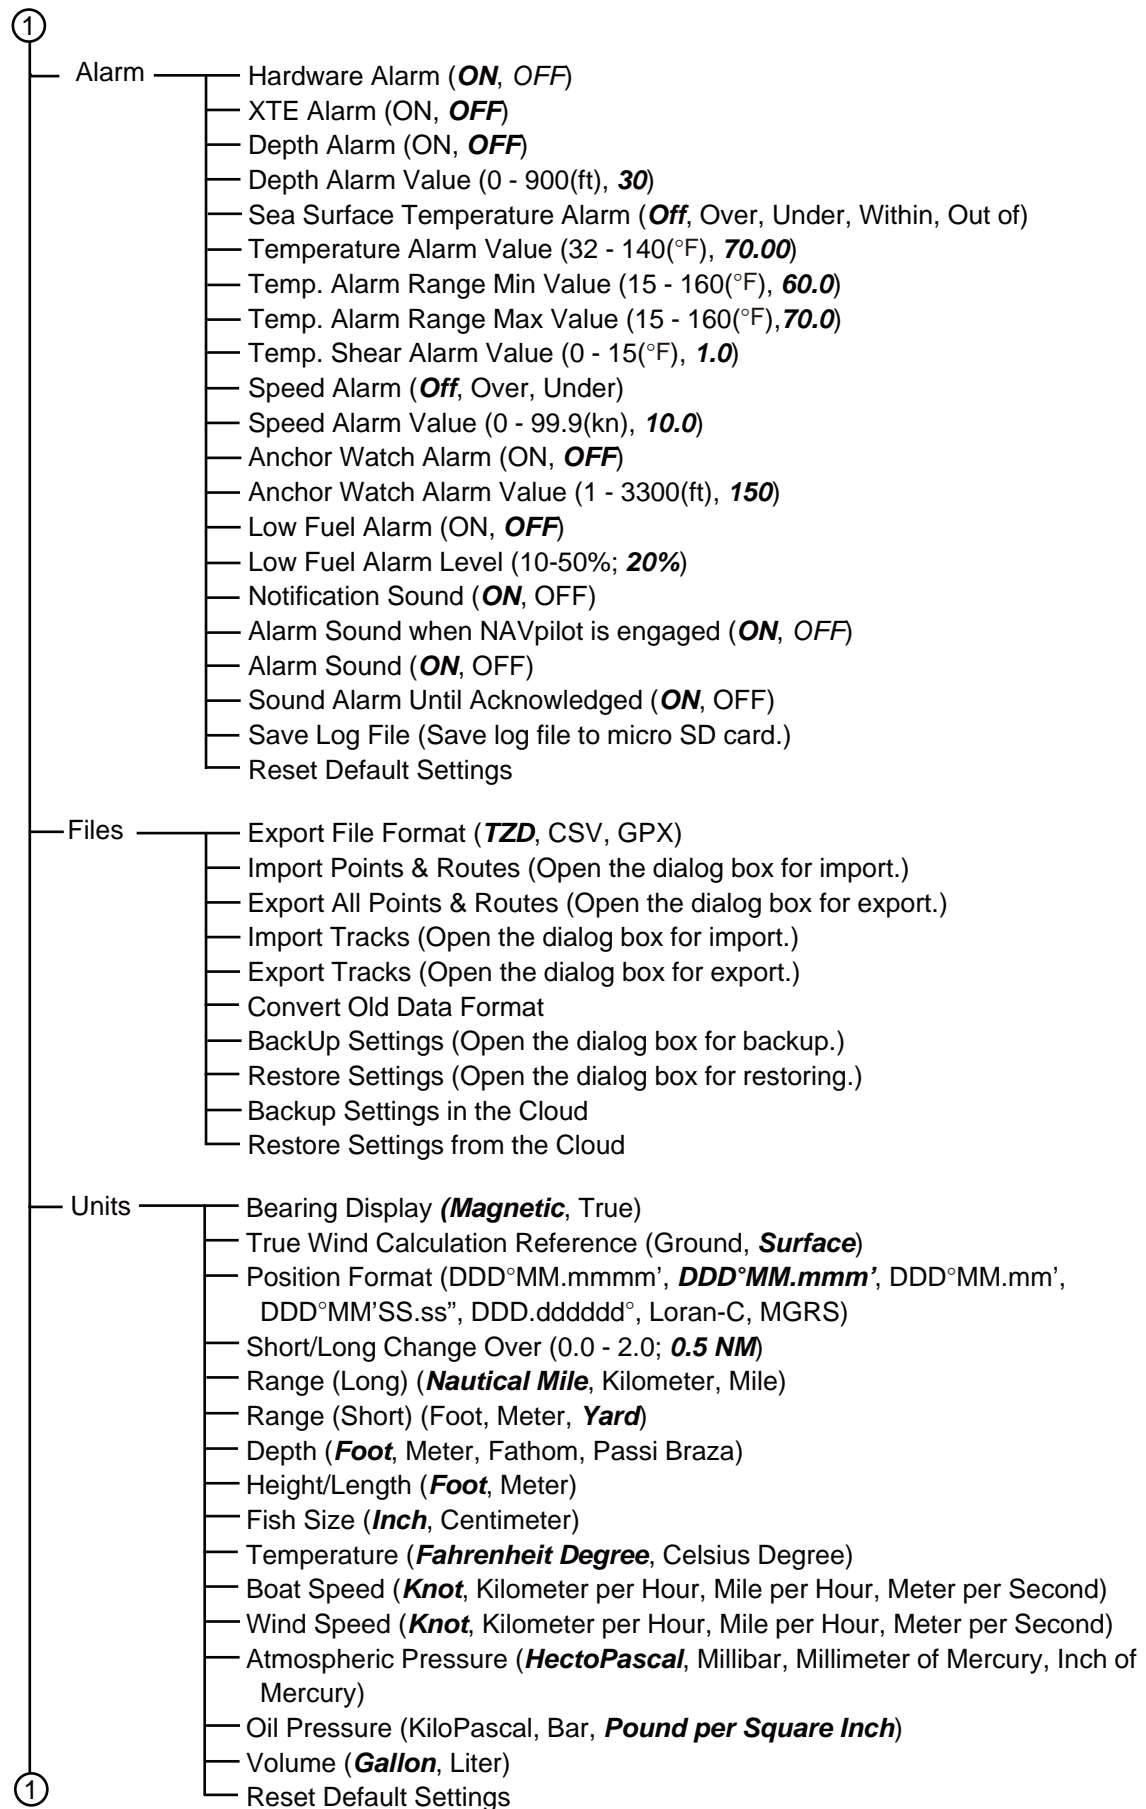 1
Alarm
Hardware Alarm (ON, OFF)
XTE Alarm (ON, OFF)
Depth Alarm (ON, OFF)
Depth Alarm Value (0 - 900(ft), 30)
Sea Surface Temperature Alarm (Off, Over, Under, Within, Out of)
Temperature Alarm Value (32 - 140(°F), 70.00)
Temp. Alarm Range Min Value (15 - 160(°F), 60.0)
Temp. Alarm Range Max Value (15 - 160(°F),70.0)
Temp. Shear Alarm Value (0 - 15(°F), 1.0)
Speed Alarm (Off, Over, Under)
Speed Alarm Value (0 - 99.9(kn), 10.0)
Anchor Watch Alarm (ON, OFF)
Anchor Watch Alarm Value (1 - 3300(ft), 150)
Low Fuel Alarm (ON, OFF)
Low Fuel Alarm Level (10-50%; 20%)
Notification Sound (ON, OFF)
Alarm Sound when NAVpilot is engaged (ON, OFF)
Alarm Sound (ON, OFF)
Sound Alarm Until Acknowledged (ON, OFF)
Save Log File (Save log file to micro SD card.)
Reset Default Settings
Files
Export File Format (TZD, CSV, GPX)
Import Points & Routes (Open the dialog box for import.)
Export All Points & Routes (Open the dialog box for export.)
Import Tracks (Open the dialog box for import.)
Export Tracks (Open the dialog box for export.)
Convert Old Data Format
BackUp Settings (Open the dialog box for backup.)
Restore Settings (Open the dialog box for restoring.)
Backup Settings in the Cloud
Restore Settings from the Cloud
Units
Bearing Display (Magnetic, True)
True Wind Calculation Reference (Ground, Surface)
Position Format (DDD°MM.mmmm’, DDD°MM.mmm’, DDD°MM.mm’,
DDD°MM’SS.ss”, DDD.dddddd°, Loran-C, MGRS)
Short/Long Change Over (0.0 - 2.0; 0.5 NM)
Range (Long) (Nautical Mile, Kilometer, Mile)
Range (Short) (Foot, Meter, Yard)
Depth (Foot, Meter, Fathom, Passi Braza)
Height/Length (Foot, Meter)
Fish Size (Inch, Centimeter)
Temperature (Fahrenheit Degree, Celsius Degree)
Boat Speed (Knot, Kilometer per Hour, Mile per Hour, Meter per Second)
Wind Speed (Knot, Kilometer per Hour, Mile per Hour, Meter per Second)
Atmospheric Pressure (HectoPascal, Millibar, Millimeter of Mercury, Inch of
Mercury)
Oil Pressure (KiloPascal, Bar, Pound per Square Inch)
Volume (Gallon, Liter)
Reset Default Settings
1